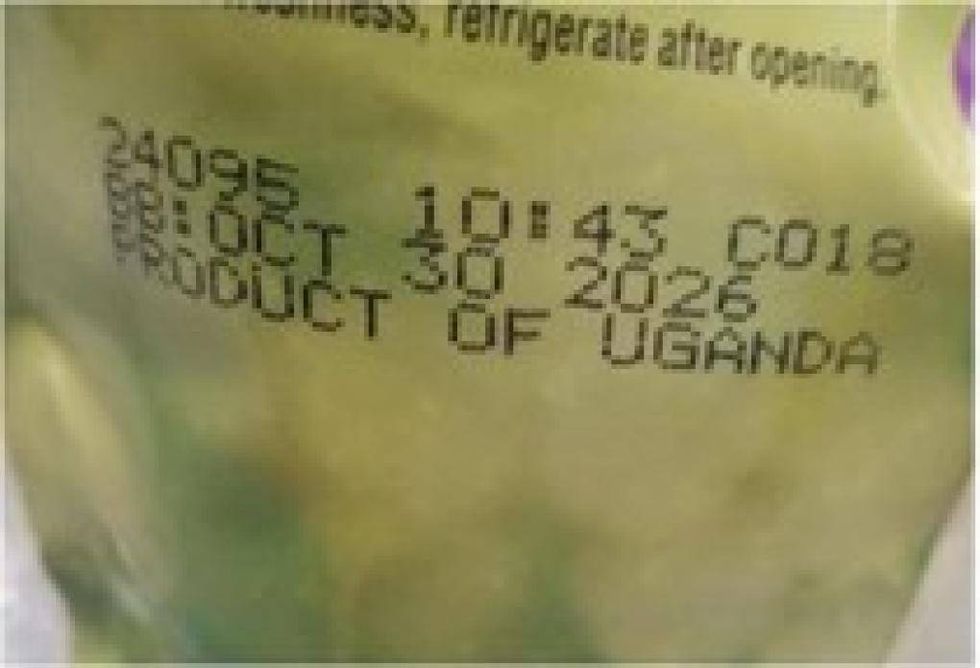 refrigerate after opening.
24095 10:43 C018
BB:OCT 30 2026
PRODUCT OF UGANDA